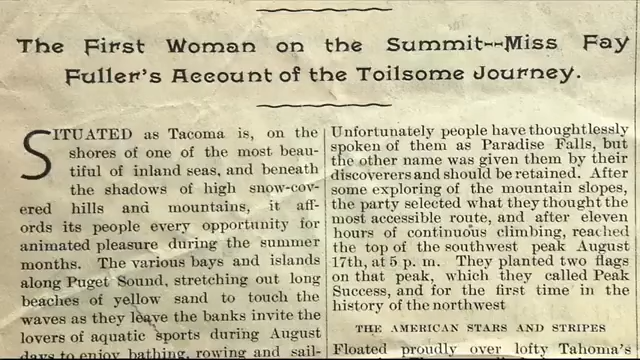 The First Woman on the Summit--Miss Fay
Fuller's Account of the Toilsome Journey.
SITUATED as Tacoma is, on the
shores of one of the most beau-
tiful of inland seas, and beneath
the shadows of high snow-cov-
ered hills and mountains, it aff-
ords its people every opportunity for
animated pleasure during the summer
months. The various bays and islands
along Puget Sound, stretching out long
beaches of yellow sand to touch the
waves as they leave the banks invite the
lovers of aquatic sports during August
days to enjoy bathing, rowing and sail-
Unfortunately people have thoughtlessly
spoken of them as Paradise Falls, but
the other name was given them by their
discoverers and should be retained. After
some exploring of the mountain slopes,
the party selected what they thought the
most accessible route, and after eleven
hours of continuous climbing, reached
the top of the southwest peak August
17th, at 5 p. m. They planted two flags
on that peak, which they called Peak
Success, and for the first time in the
history of the northwest
THE AMERICAN STARS AND STRIPES
Floated proudly over lofty Tahoma's